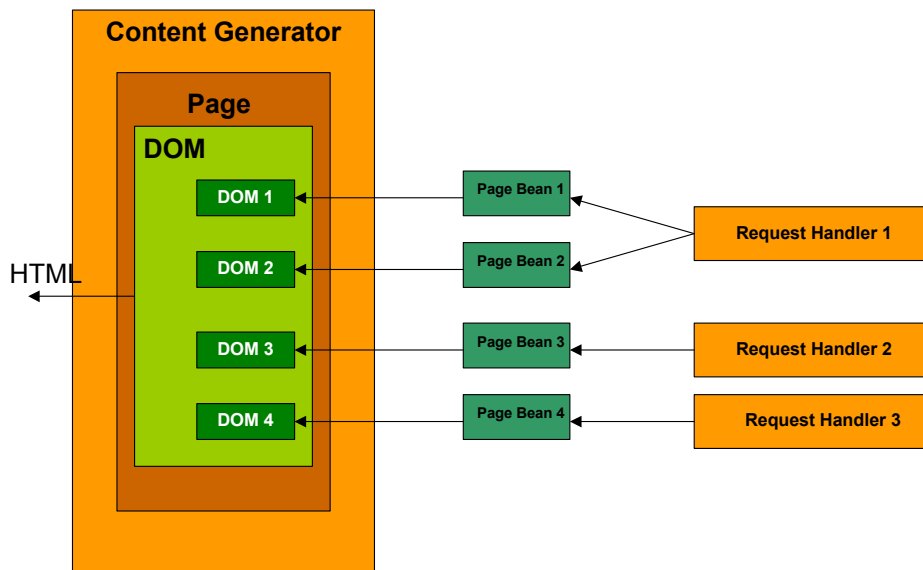 Content Generator
Page
DOM
DOM 1
Page Bean 1
DOM 2
Page Bean 2
Request Handler 1
HTML
DOM 3
Page Bean 3
Request Handler 2
DOM 4
Page Bean 4
Request Handler 3